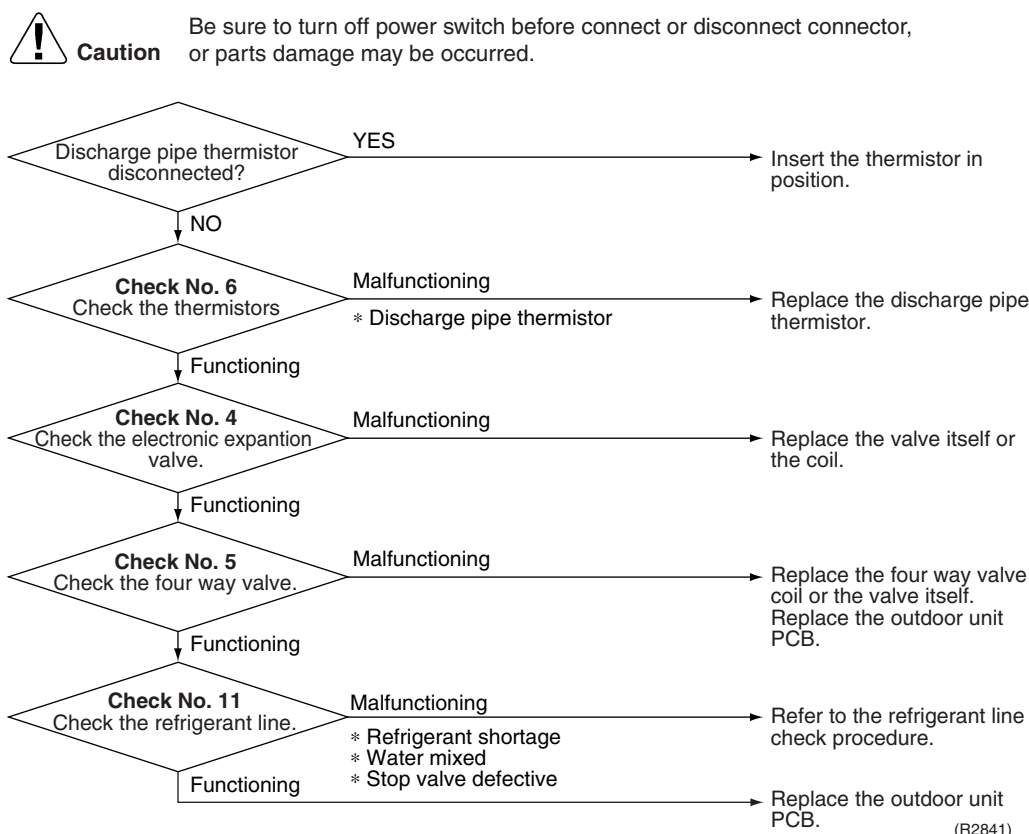 Be sure to turn off power switch before connect or disconnect connector,
Caution or parts damage may be occurred.
Discharge pipe thermistor
disconnected?
YES
Insert the thermistor in
position.
NO
Check No. 6
Check the thermistors
Malfunctioning
* Discharge pipe thermistor
Replace the discharge pipe
thermistor.
Functioning
Check No. 4
Check the electronic expantion
valve.
Malfunctioning
Replace the valve itself or
the coil.
Functioning
Check No. 5
Check the four way valve.
Malfunctioning
Replace the four way valve
coil or the valve itself.
Replace the outdoor unit
PCB.
Functioning
Check No. 11
Check the refrigerant line.
Malfunctioning
* Refrigerant shortage
* Water mixed
* Stop valve defective
Refer to the refrigerant line
check procedure.
Functioning
Replace the outdoor unit
PCB.
(R2841)